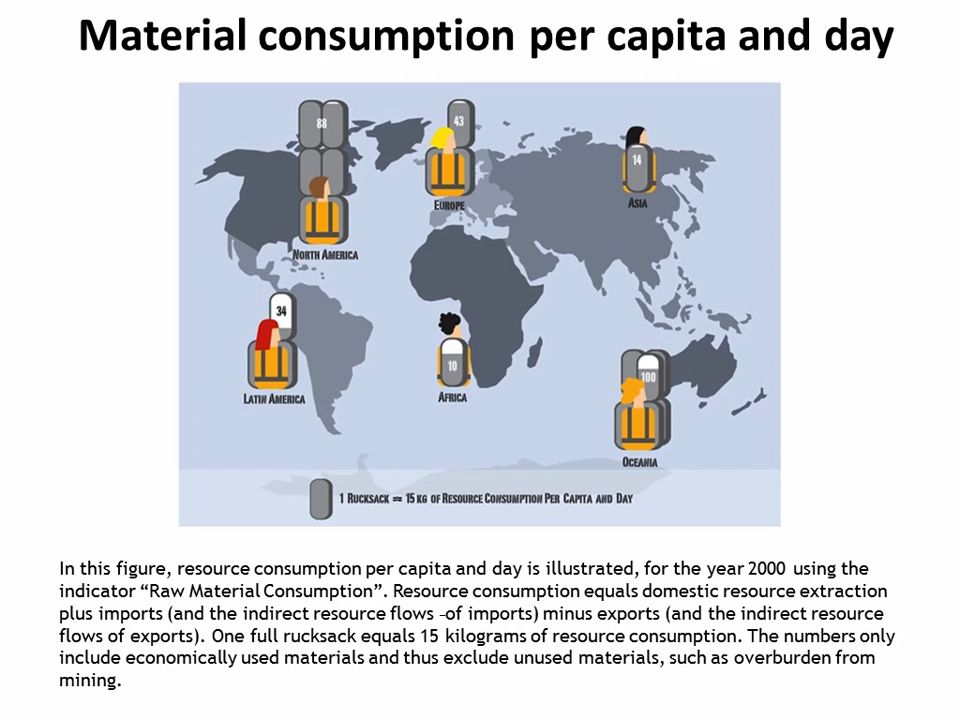 Material consumption per capita and day
88
43
14
EUROPE
ASIA
NORTH AMERICA
34
10
100
LATIN AMERICA
AFRICA
OCEANIA
1 RUCKSACK = 15 KG OF RESOURCE CONSUMPTION PER CAPITA AND DAY
In this figure, resource consumption per capita and day is illustrated, for the year 2000 using the
indicator “Raw Material Consumption”. Resource consumption equals domestic resource extraction
plus imports (and the indirect resource flows –of imports) minus exports (and the indirect resource
flows of exports). One full rucksack equals 15 kilograms of resource consumption. The numbers only
include economically used materials and thus exclude unused materials, such as overburden from
mining.